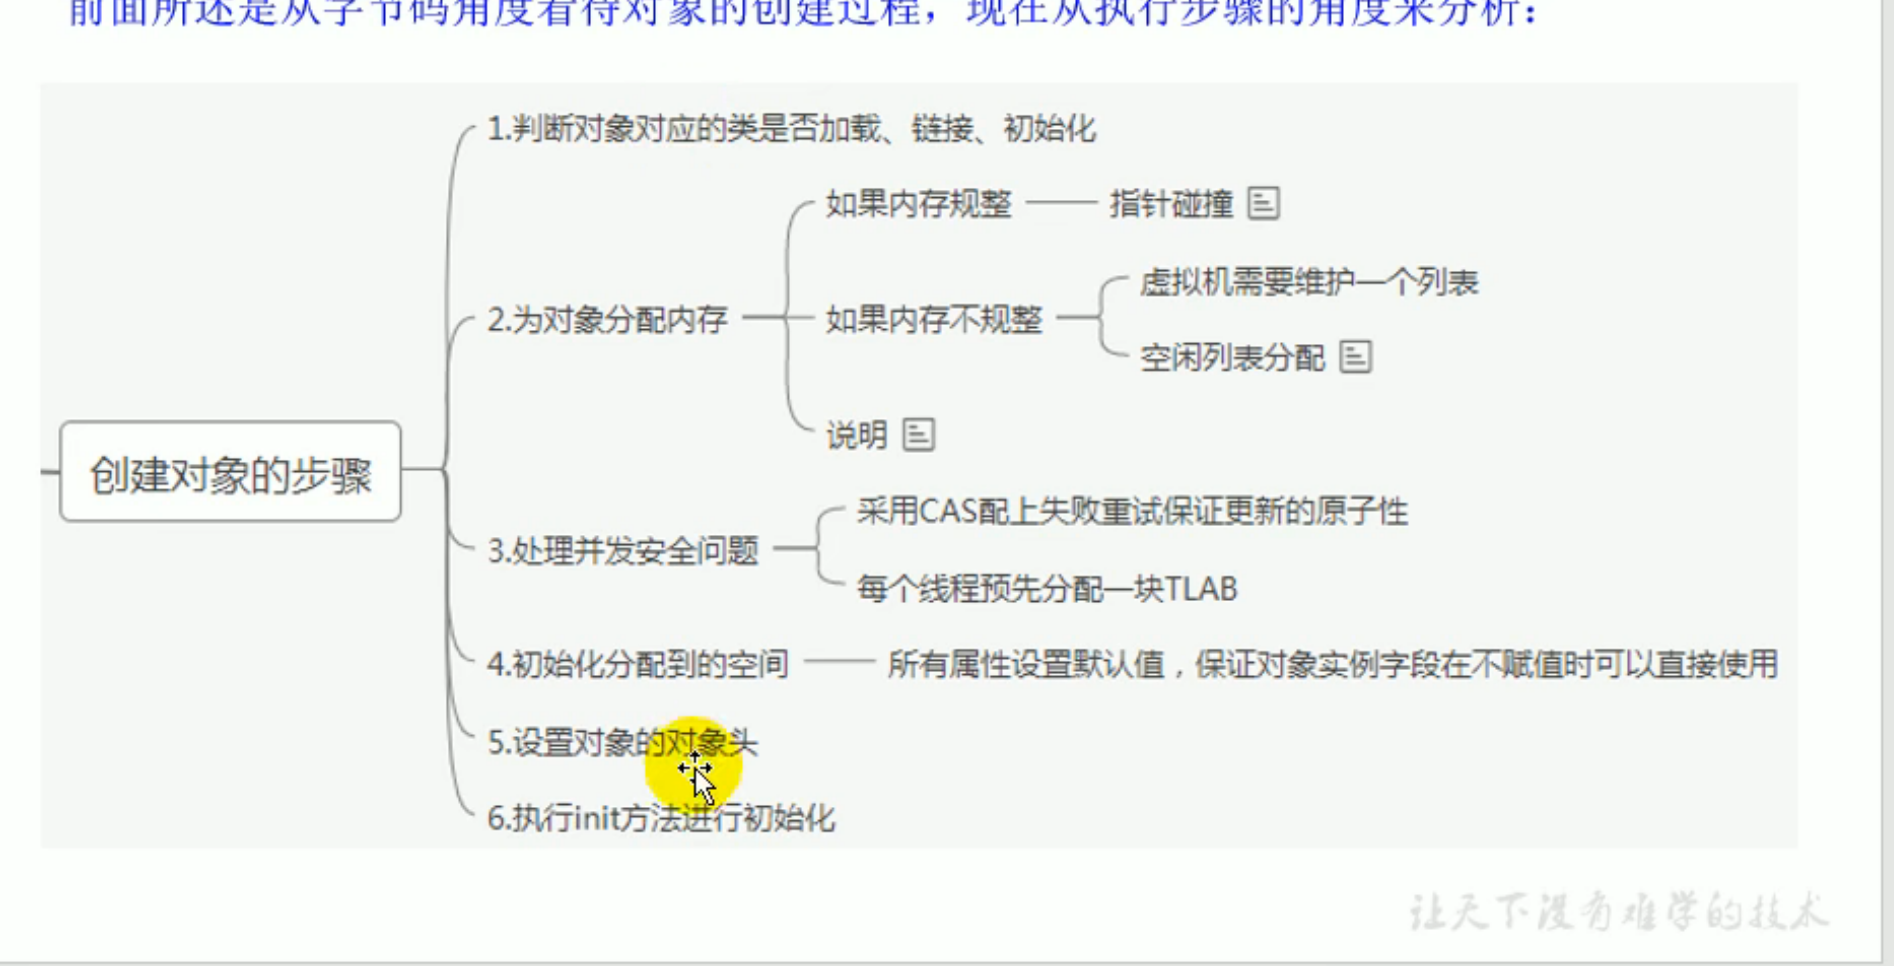 前面所述是从字节码角度看待对象的创建过程，现在从执行步骤的角度来分析：
1.判断对象对应的类是否加载、链接、初始化
如果内存规整
指针碰撞
虚拟机需要维护一个列表
2.为对象分配内存
如果内存不规整
空闲列表分配
说明
创建对象的步骤
采用CAS配上失败重试保证更新的原子性
3.处理并发安全问题
每个线程预先分配一块TLAB
4.初始化分配到的空间
所有属性设置默认值，保证对象实例字段在不赋值时可以直接使用
5.设置对象的对象头
6.执行init方法进行初始化
让天下没有难学的技术